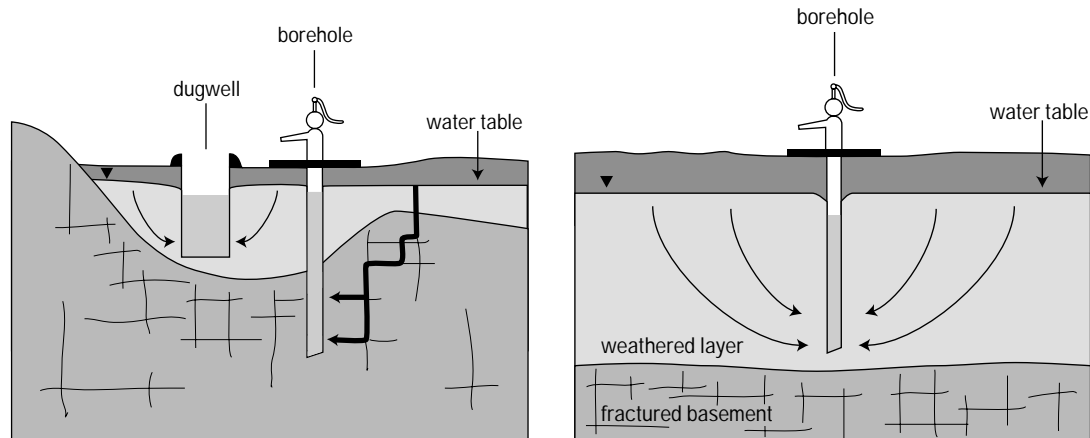 borehole
dugwell
water table
borehole
water table
weathered layer
fractured basement